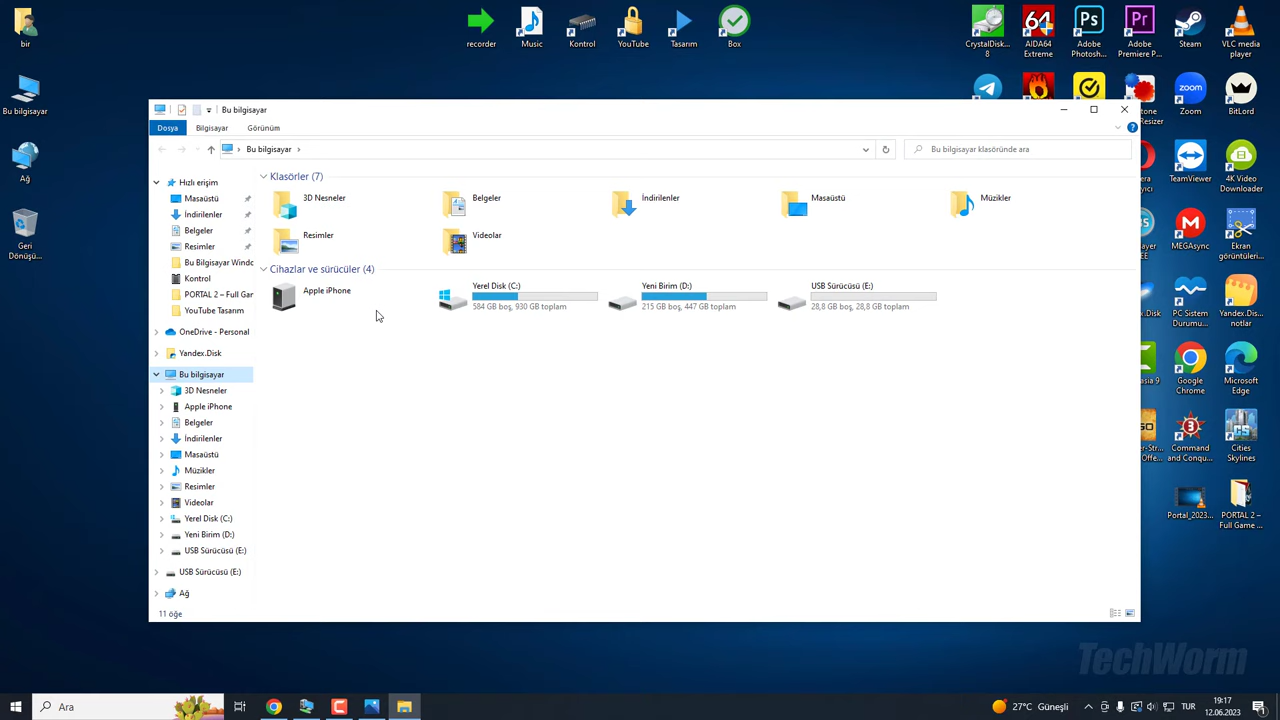 bir
recorder
Music
Kontrol
YouTube
Tasarım
Box
CrystalDisk... 8
AIDA64 Extreme
Adobe Photosh...
Adobe Premiere P...
Steam
VLC media player
Bu bilgisayar
Zoom
BitLord
Ağ
TeamViewer
4K Video Downloader
Geri Dönüşü...
MEGAsync
Ekran görüntüleri...
PC System Durumu...
Yandex.Dis... notlar
Google Chrome
Microsoft Edge
Command and Conqu...
Cities Skylines
Portal_2023...
PORTAL 2 – Full Game ...
Bu bilgisayar
Dosya
Bilgisayar
Görünüm
Bu bilgisayar
Bu bilgisayar klasöründe ara
Hızlı erişim
Masaüstü
İndirilenler
Belgeler
Resimler
Bu Bilgisayar Windo
Kontrol
PORTAL 2 – Full Gar
YouTube Tasarım
OneDrive - Personal
Yandex.Disk
Bu bilgisayar
3D Nesneler
Apple iPhone
Belgeler
İndirilenler
Masaüstü
Müzikler
Resimler
Videolar
Yerel Disk (C:)
Yeni Birim (D:)
USB Sürücüsü (E:)
USB Sürücüsü (E:)
Ağ
Klasörler (7)
3D Nesneler
Belgeler
İndirilenler
Masaüstü
Müzikler
Resimler
Videolar
Cihazlar ve sürücüler (4)
Apple iPhone
Yerel Disk (C:)
584 GB boş, 930 GB toplam
Yeni Birim (D:)
215 GB boş, 447 GB toplam
USB Sürücüsü (E:)
28,8 GB boş, 28,8 GB toplam
11 öğe
TechWorm
Ara
27°C Güneşli
TR
19:17
12.06.2023